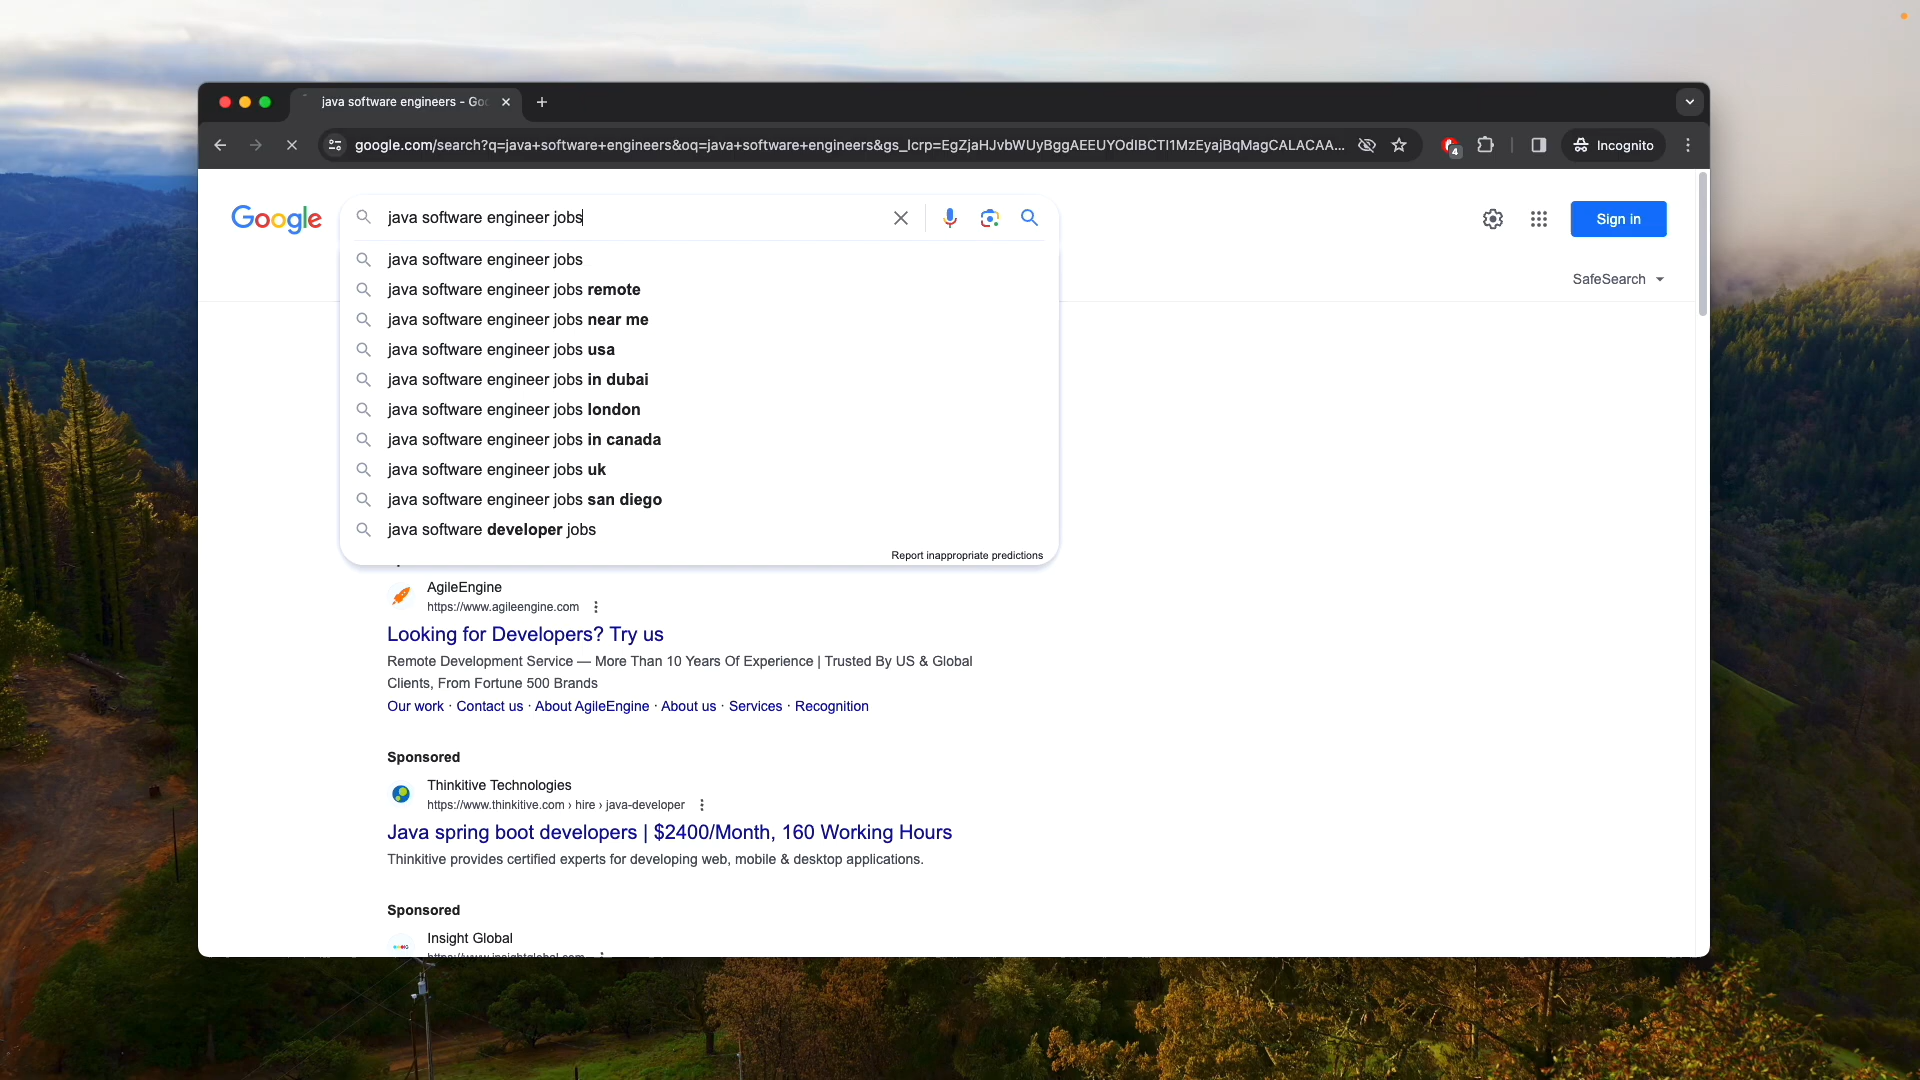 java software engineers - Goo
google.com/search?q=java+software+engineers&oq=java+software+engineers&gs_lcrp=EgZjaHJvbWUyBggAEEUYOdIBCTI1MzEyajBqMagCALACAA...
4
Incognito
Google
java software engineer jobs
Sign in
SafeSearch
java software engineer jobs
java software engineer jobs remote
java software engineer jobs near me
java software engineer jobs usa
java software engineer jobs in dubai
java software engineer jobs london
java software engineer jobs in canada
java software engineer jobs uk
java software engineer jobs san diego
java software developer jobs
Report inappropriate predictions
AgileEngine
https://www.agileengine.com
Looking for Developers? Try us
Remote Development Service — More Than 10 Years Of Experience | Trusted By US & Global
Clients, From Fortune 500 Brands
Our work · Contact us · About AgileEngine · About us · Services · Recognition
Sponsored
Thinkitive Technologies
https://www.thinkitive.com › hire › java-developer
Java spring boot developers | $2400/Month, 160 Working Hours
Thinkitive provides certified experts for developing web, mobile & desktop applications.
Sponsored
Insight Global
https://www.insightglobal.com